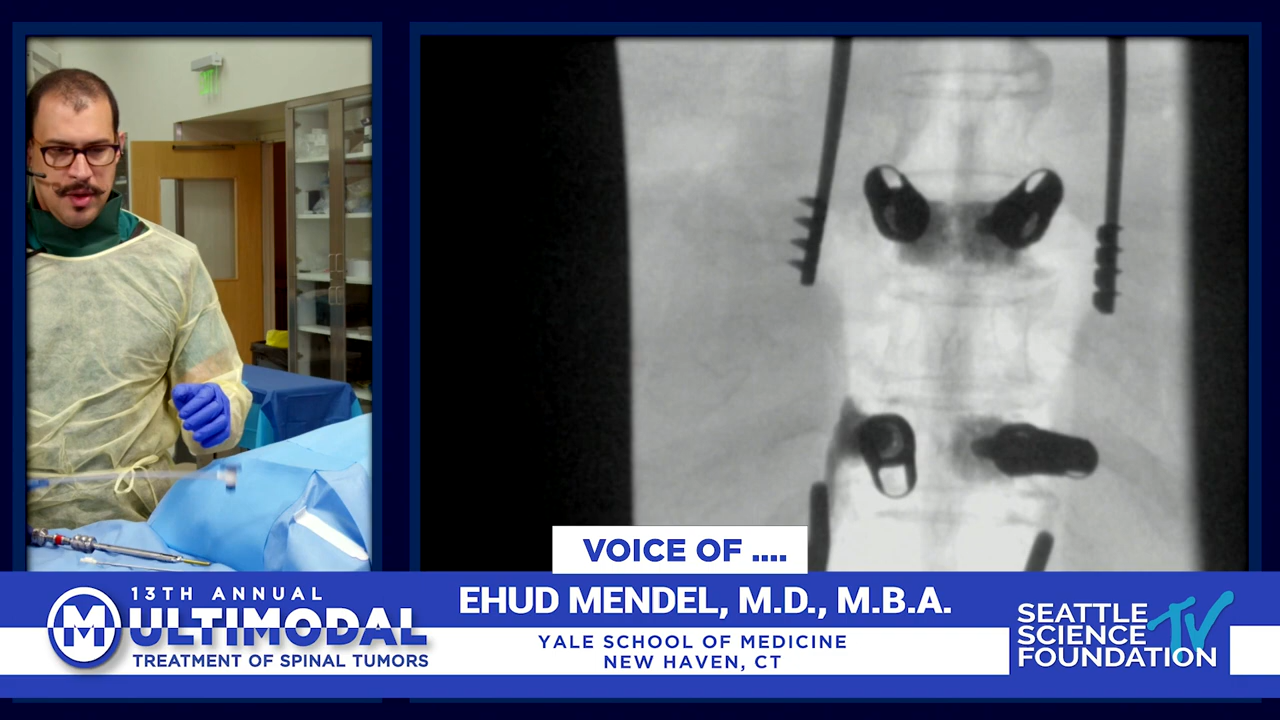 VOICE OF ....
13TH ANNUAL
MULTIMODAL
TREATMENT OF SPINAL TUMORS
EHUD MENDEL, M.D., M.B.A.
YALE SCHOOL OF MEDICINE
NEW HAVEN, CT
SEATTLE
SCIENCE TV
FOUNDATION